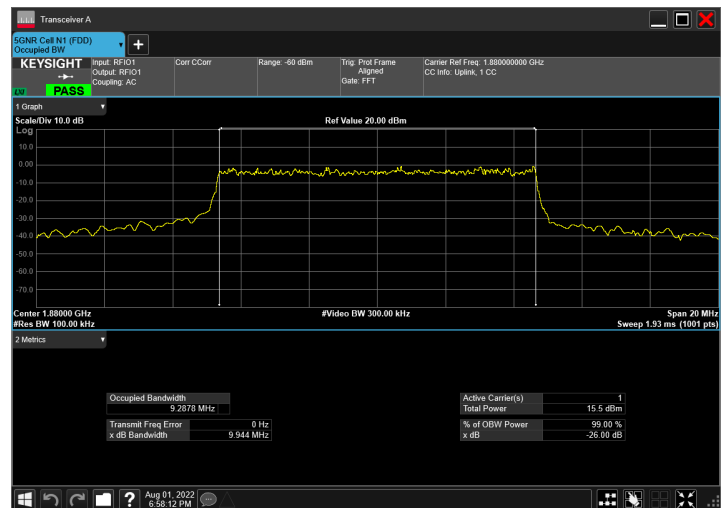 Transceiver A
5GNR Cell N1 (FDD)
Occupied BW
KEYSIGHT
LXI
PASS
Input: RFIO1
Output: RFIO1
Coupling: AC
Corr CCorr
Range: -60 dBm
Trig: Prot Frame
Aligned
Gate: FFT
Carrier Ref Freq: 1.880000000 GHz
CC Info: Uplink, 1 CC
1 Graph
Scale/Div 10.0 dB
Ref Value 20.00 dBm
Log
10.0
0.00
-10.0
-20.0
-30.0
-40.0
-50.0
-60.0
-70.0
Center 1.88000 GHz
#Video BW 300.00 kHz
Span 20 MHz
#Res BW 100.00 kHz
Sweep 1.93 ms (1001 pts)
2 Metrics
Occupied Bandwidth
9.2878 MHz
Transmit Freq Error 0 Hz
x dB Bandwidth 9.944 MHz
Active Carrier(s) 1
Total Power 15.5 dBm
% of OBW Power 99.00 %
x dB -26.00 dB
?
Aug 01, 2022
6:58:12 PM